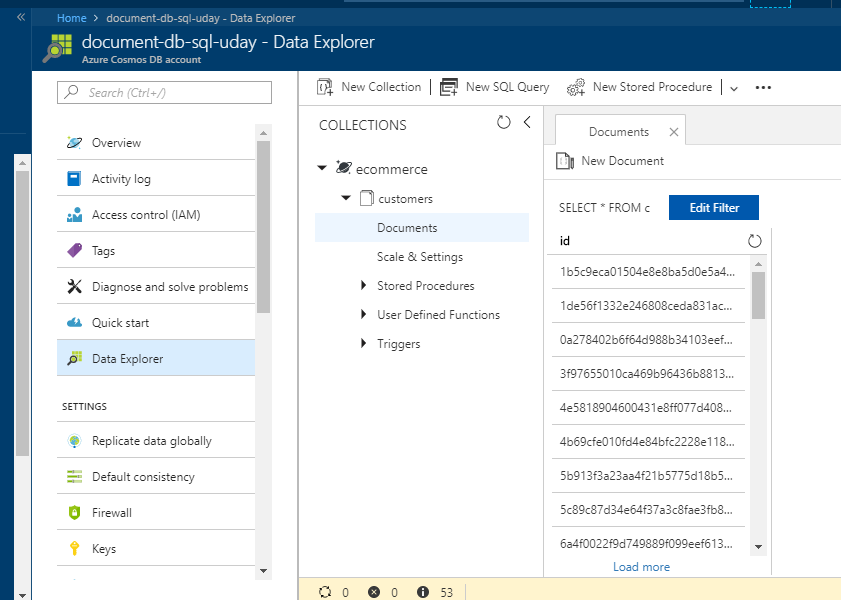 «
Home > document-db-sql-uday - Data Explorer
document-db-sql-uday - Data Explorer
Azure Cosmos DB account
Search (Ctrl+/)
Overview
Activity log
Access control (IAM)
Tags
Diagnose and solve problems
Quick start
Data Explorer
SETTINGS
Replicate data globally
Default consistency
Firewall
Keys
New Collection
New SQL Query
New Stored Procedure
COLLECTIONS
ecommerce
customers
Documents
Scale & Settings
Stored Procedures
User Defined Functions
Triggers
Documents
New Document
SELECT * FROM c
Edit Filter
id
1b5c9eca01504e8e8ba5d0e5a4...
1de56f1332e246808ceda831ac...
0a278402b6f64d988b34103eef...
3f97655010ca469b96436b8813...
4e5818904600431e8ff077d408...
4b69cfe010fd4e84bfc2228e118...
5b913f3a23aa4f21b5775d18b5...
5c89c87d34e64f37a3c8fae3fb8...
6a4f0022f9d749889f099eef613...
Load more
0 0 53